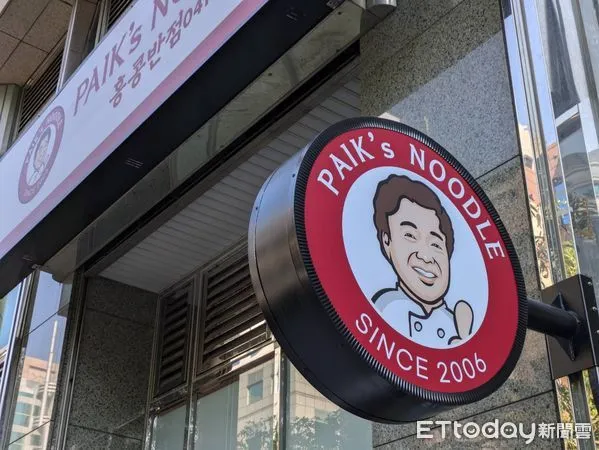 PAIK's NOODLE
홍콩반점0410
PAIK's NOODLE
SINCE 2006
ETtoday新聞雲